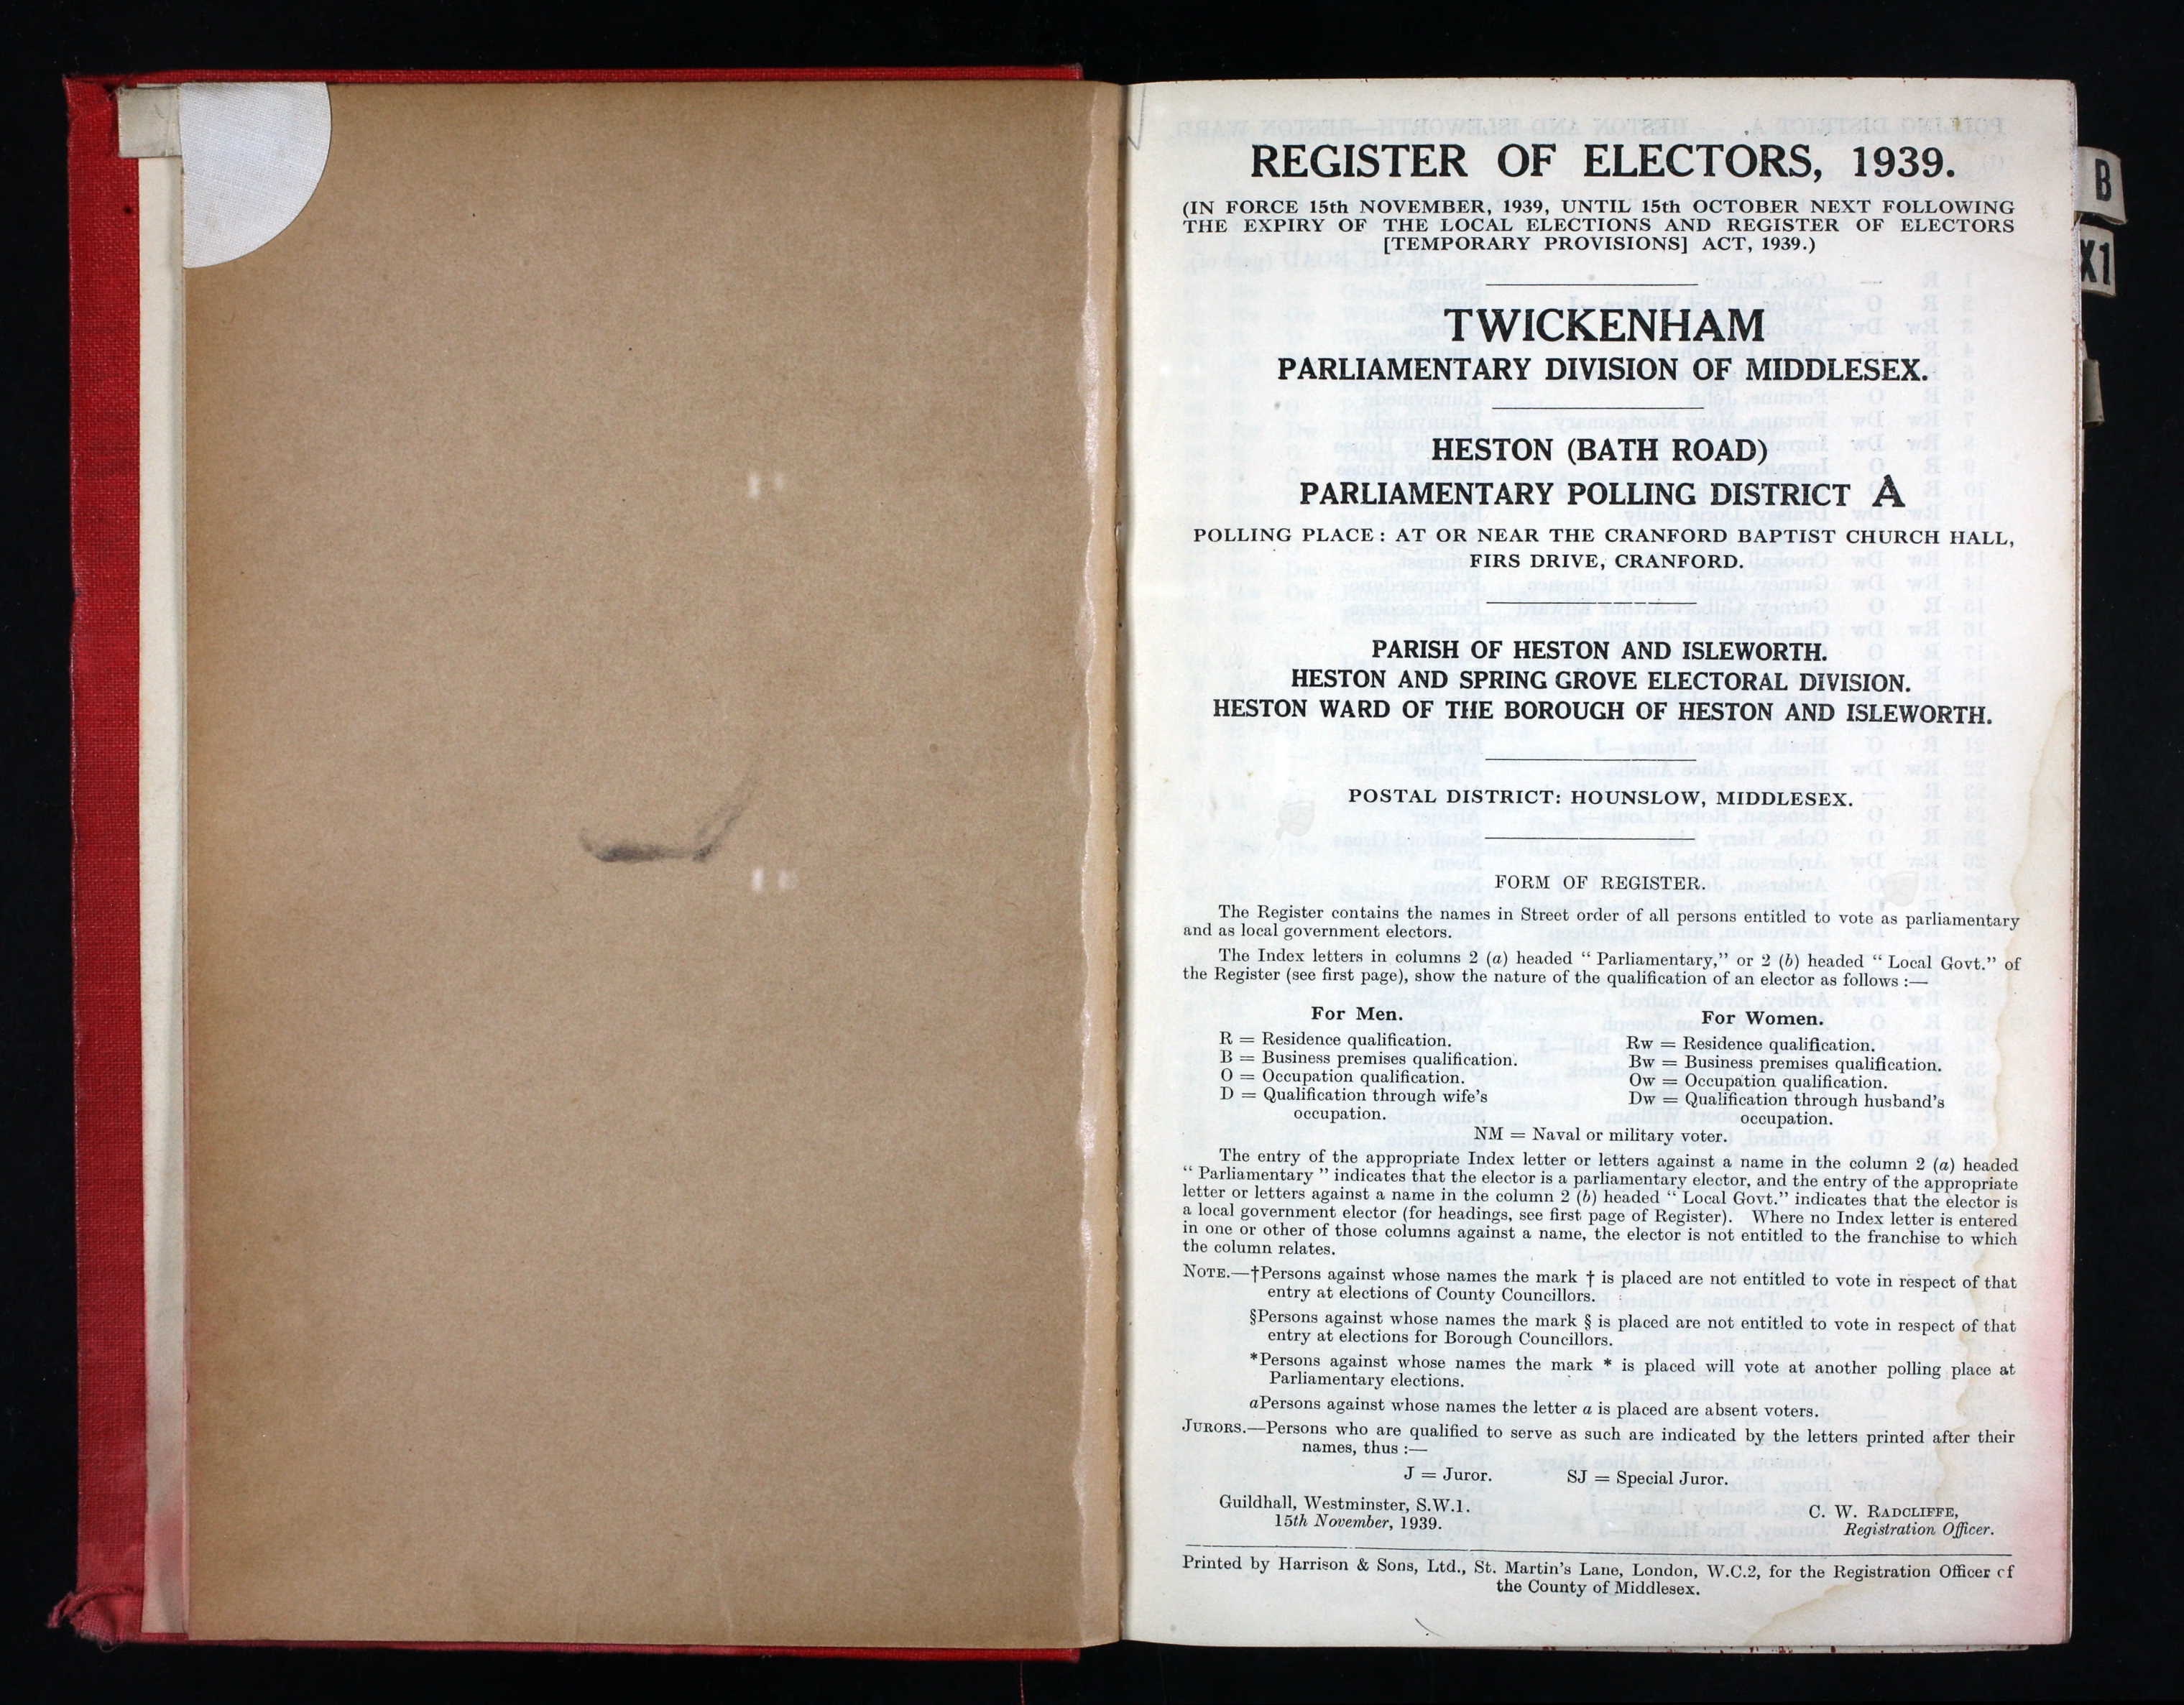 REGISTER OF ELECTORS, 1939.
(IN FORCE 15th NOVEMBER, 1939, UNTIL 15th OCTOBER NEXT FOLLOWING
THE EXPIRY OF THE LOCAL ELECTIONS AND REGISTER OF ELECTORS
[TEMPORARY PROVISIONS] ACT, 1939.)
TWICKENHAM
PARLIAMENTARY DIVISION OF MIDDLESEX.
HESTON (BATH ROAD)
PARLIAMENTARY POLLING DISTRICT A
POLLING PLACE : AT OR NEAR THE CRANFORD BAPTIST CHURCH HALL,
FIRS DRIVE, CRANFORD.
PARISH OF HESTON AND ISLEWORTH.
HESTON AND SPRING GROVE ELECTORAL DIVISION.
HESTON WARD OF THE BOROUGH OF HESTON AND ISLEWORTH.
POSTAL DISTRICT: HOUNSLOW, MIDDLESEX.
FORM OF REGISTER.
The Register contains the names in Street order of all persons entitled to vote as parliamentary
and as local government electors.
The Index letters in columns 2 (a) headed “ Parliamentary,” or 2 (b) headed “ Local Govt.” of
the Register (see first page), show the nature of the qualification of an elector as follows :—
For Men.
R = Residence qualification.
B = Business premises qualification.
O = Occupation qualification.
D = Qualification through wife's
occupation.
For Women.
Rw = Residence qualification.
Bw = Business premises qualification.
Ow = Occupation qualification.
Dw = Qualification through husband's
occupation.
NM = Naval or military voter.
The entry of the appropriate Index letter or letters against a name in the column 2 (a) headed
“ Parliamentary ” indicates that the elector is a parliamentary elector, and the entry of the appropriate
letter or letters against a name in the column 2 (b) headed “ Local Govt.” indicates that the elector is
a local government elector (for headings, see first page of Register). Where no Index letter is entered
in one or other of those columns against a name, the elector is not entitled to the franchise to which
the column relates.
NOTE.—†Persons against whose names the mark † is placed are not entitled to vote in respect of that
entry at elections of County Councillors.
§Persons against whose names the mark § is placed are not entitled to vote in respect of that
entry at elections for Borough Councillors.
*Persons against whose names the mark * is placed will vote at another polling place at
Parliamentary elections.
aPersons against whose names the letter a is placed are absent voters.
JURORS.—Persons who are qualified to serve as such are indicated by the letters printed after their
names, thus :—
J = Juror. SJ = Special Juror.
Guildhall, Westminster, S.W.1.
15th November, 1939.
C. W. RADCLIFFE,
Registration Officer.
Printed by Harrison & Sons, Ltd., St. Martin's Lane, London, W.C.2, for the Registration Officer of
the County of Middlesex.
B
X1